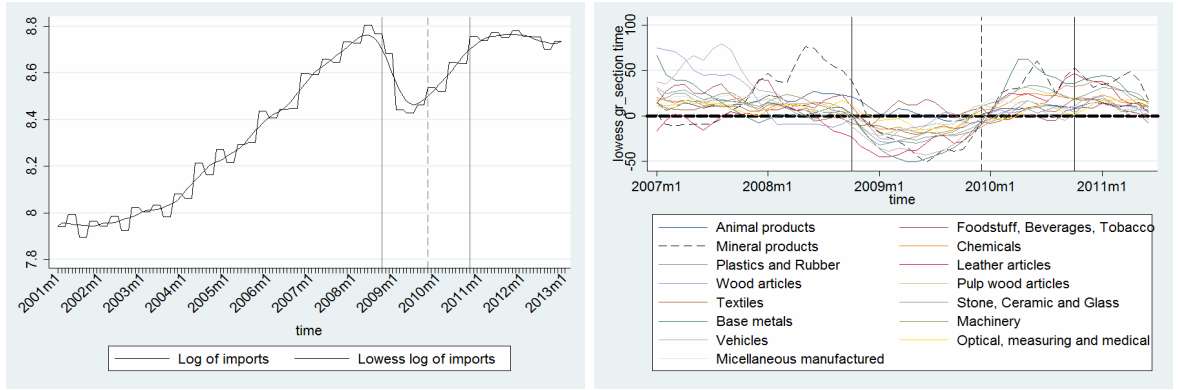 8.8
8.6
8.4
8.2
8
7.8
2001m1 2002m1 2003m1 2004m1 2005m1 2006m1 2007m1 2008m1 2009m1 2010m1 2011m1 2012m1 2013m1
time
Log of imports Lowess log of imports
100
50
0
-50
lowess gr_section time
2007m1 2008m1 2009m1 2010m1 2011m1
time
Animal products Foodstuff, Beverages, Tobacco
Mineral products Chemicals
Plastics and Rubber Leather articles
Wood articles Pulp wood articles
Textiles Stone, Ceramic and Glass
Base metals Machinery
Vehicles Optical, measuring and medical
Micellaneous manufactured